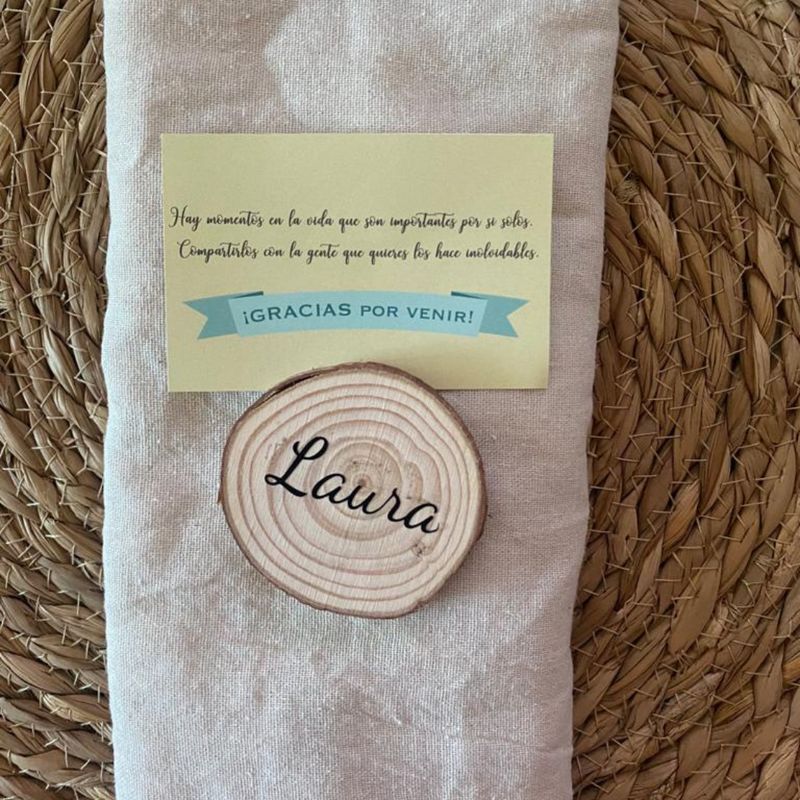 Hay momentos en la vida que son importantes por si solos.
Compartirlos con la gente que quieres los hace inolvidables.
¡GRACIAS POR VENIR!
Laura